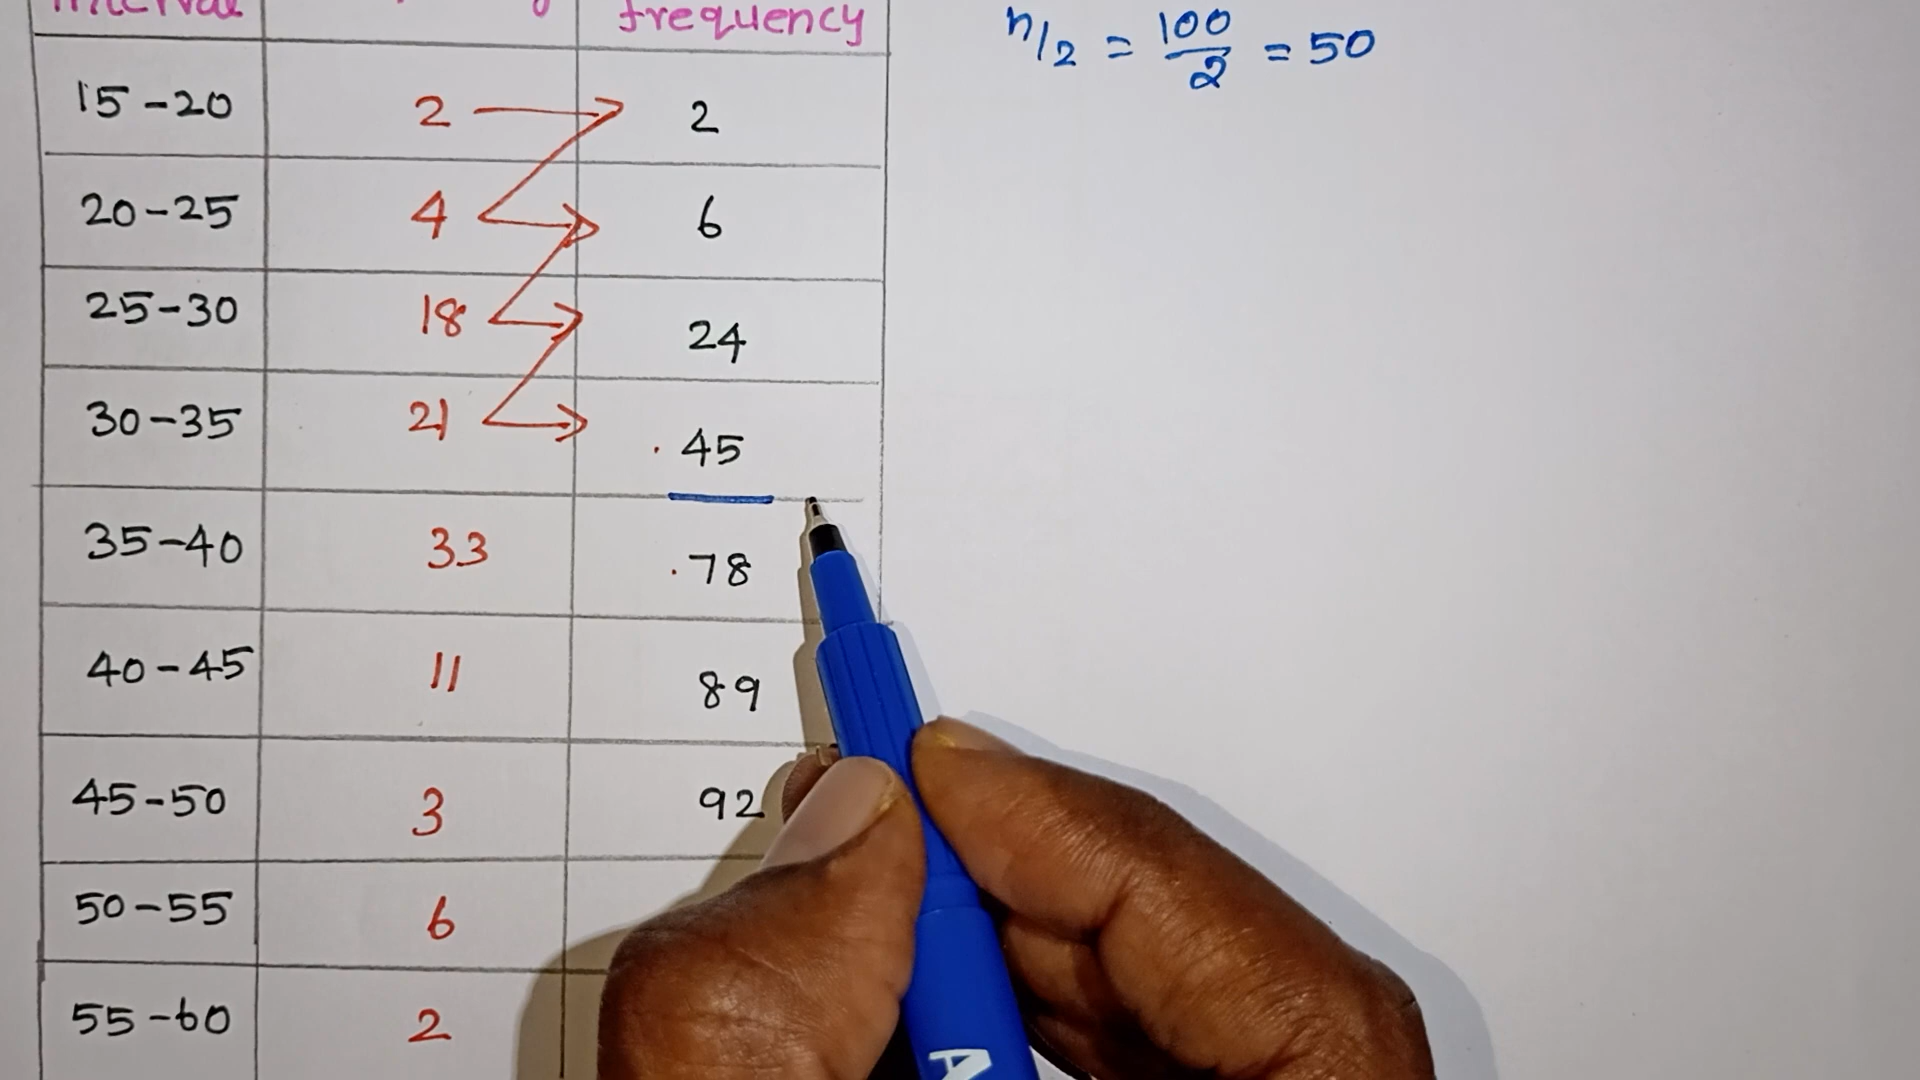 interval frequency
n/2 = 100/2 = 50
15-20 2 2
20-25 4 6
25-30 18 24
30-35 21 45
35-40 33 78
40-45 11 89
45-50 3 92
50-55 6
55-60 2
A